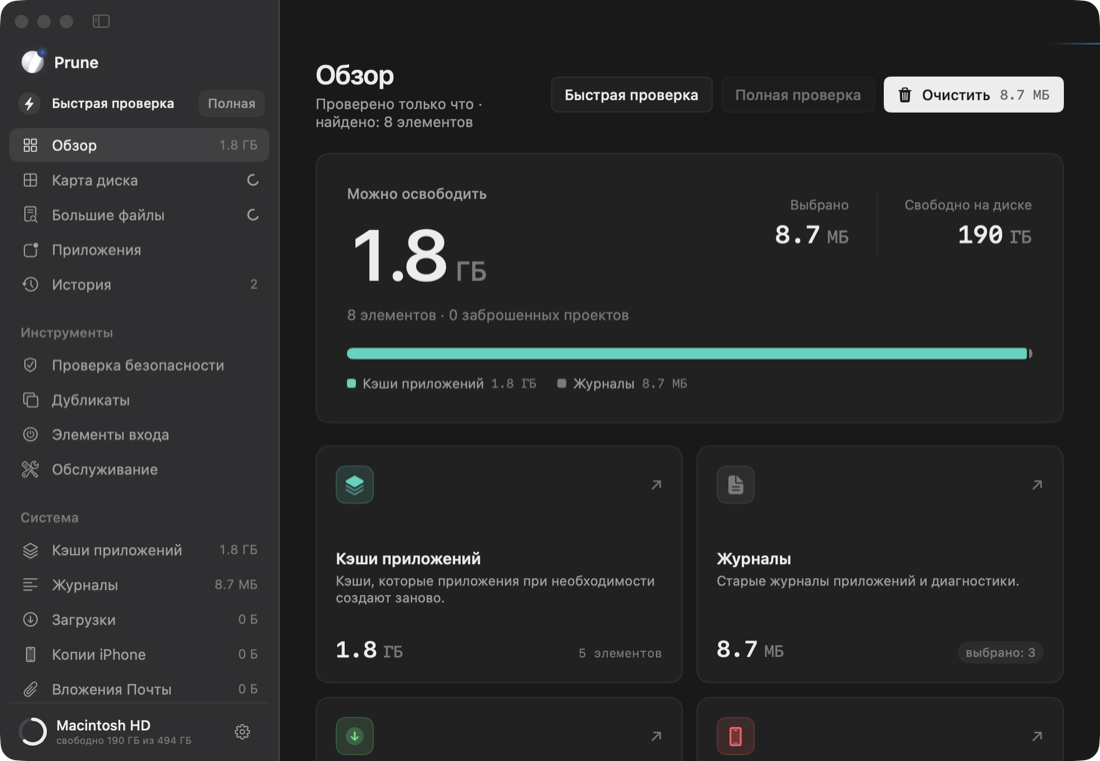 Prune
Быстрая проверка Полная
Обзор 1.8 ГБ
Карта диска
Большие файлы
Приложения
История 2
Инструменты
Проверка безопасности
Дубликаты
Элементы входа
Обслуживание
Система
Кэши приложений 1.8 ГБ
Журналы 8.7 МБ
Загрузки 0 Б
Копии iPhone 0 Б
Вложения Почты 0 Б
Macintosh HD
свободно 190 ГБ из 494 ГБ
Обзор
Проверено только что ·
найдено: 8 элементов
Быстрая проверка
Полная проверка
Очистить 8.7 МБ
Можно освободить
1.8 ГБ
Выбрано
8.7 МБ
Свободно на диске
190 ГБ
8 элементов · 0 заброшенных проектов
Кэши приложений 1.8 ГБ Журналы 8.7 МБ
Кэши приложений
Кэши, которые приложения при необходимости
создают заново.
1.8 ГБ 5 элементов
Журналы
Старые журналы приложений и диагностики.
8.7 МБ выбрано: 3